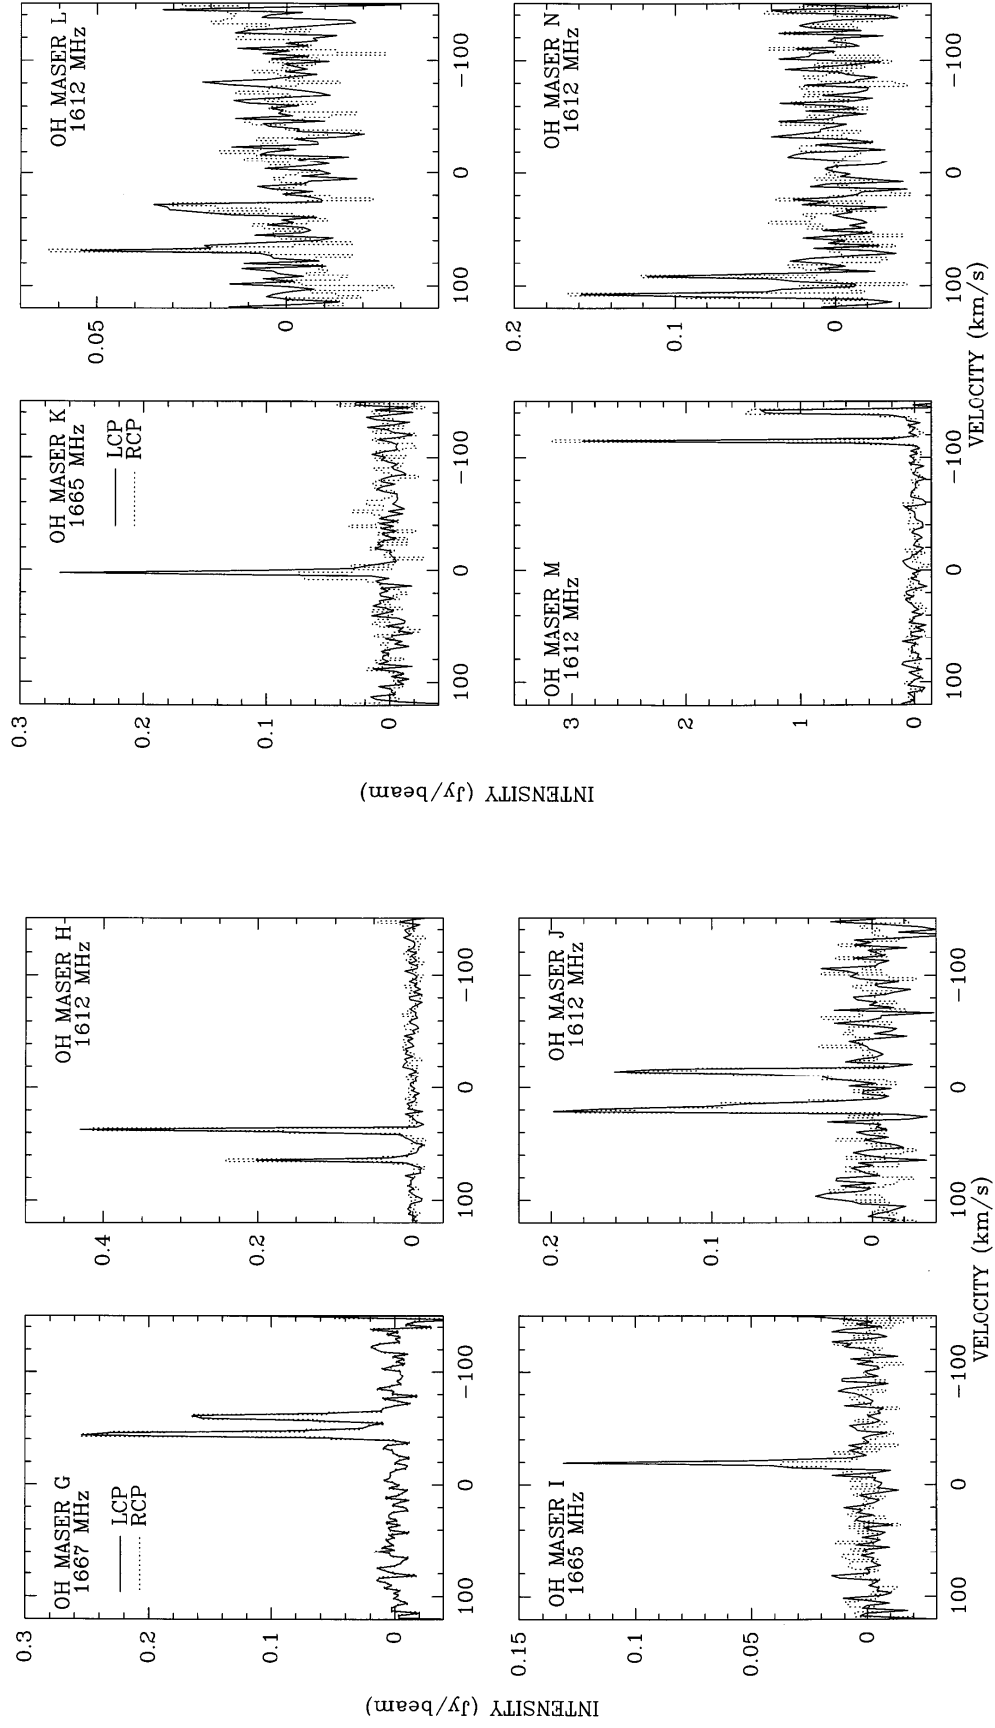 OH MASER G
1667 MHz
LCP
RCP
0.3
0.2
0.1
0
100
0
−100
OH MASER H
1612 MHz
0.4
0.2
0
100
0
−100
OH MASER I
1665 MHz
0.15
0.1
0.05
0
100
0
−100
OH MASER J
1612 MHz
0.2
0.1
0
100
0
−100
INTENSITY (Jy/beam)
VELOCITY (km/s)
OH MASER K
1665 MHz
LCP
RCP
0.3
0.2
0.1
0
100
0
−100
OH MASER L
1612 MHz
0.05
0
100
0
−100
OH MASER M
1612 MHz
3
2
1
0
100
0
−100
OH MASER N
1612 MHz
0.2
0.1
0
100
0
−100
INTENSITY (Jy/beam)
VELOCITY (km/s)